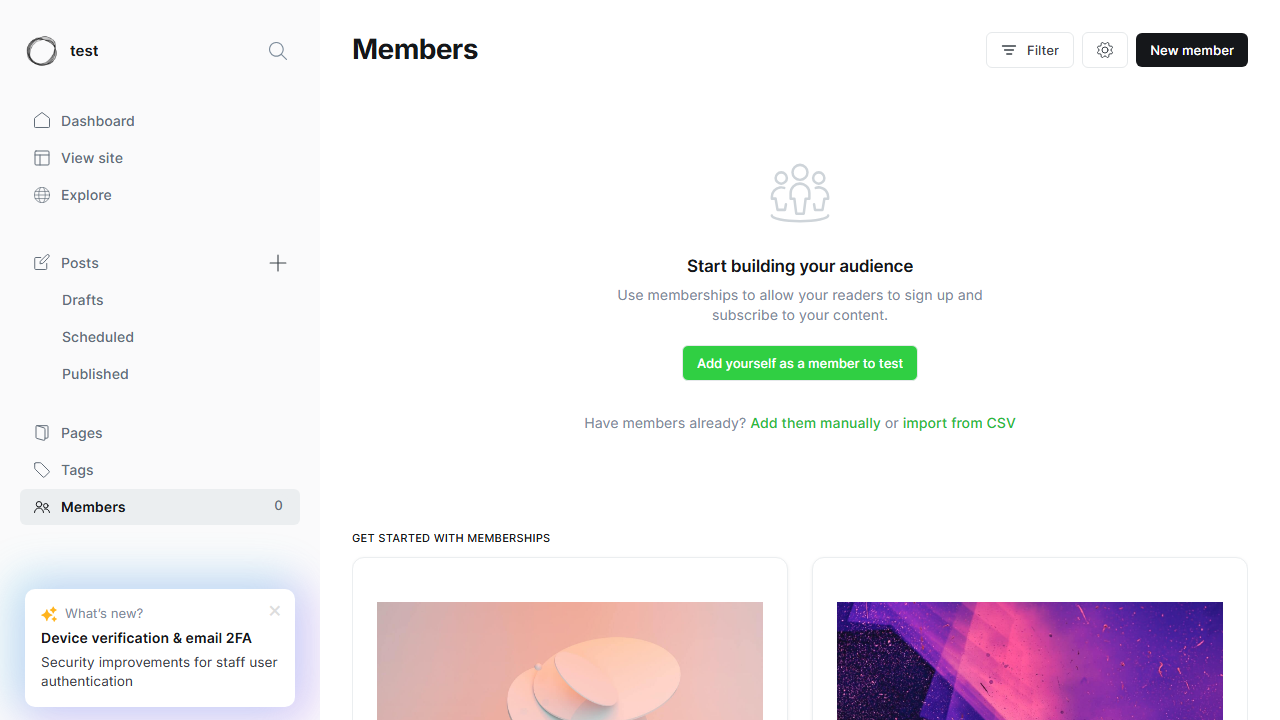 test
Dashboard
View site
Explore
Posts
Drafts
Scheduled
Published
Pages
Tags
Members
0
What's new?
Device verification & email 2FA
Security improvements for staff user
authentication
Members
Filter
New member
Start building your audience
Use memberships to allow your readers to sign up and
subscribe to your content.
Add yourself as a member to test
Have members already? Add them manually or import from CSV
GET STARTED WITH MEMBERSHIPS